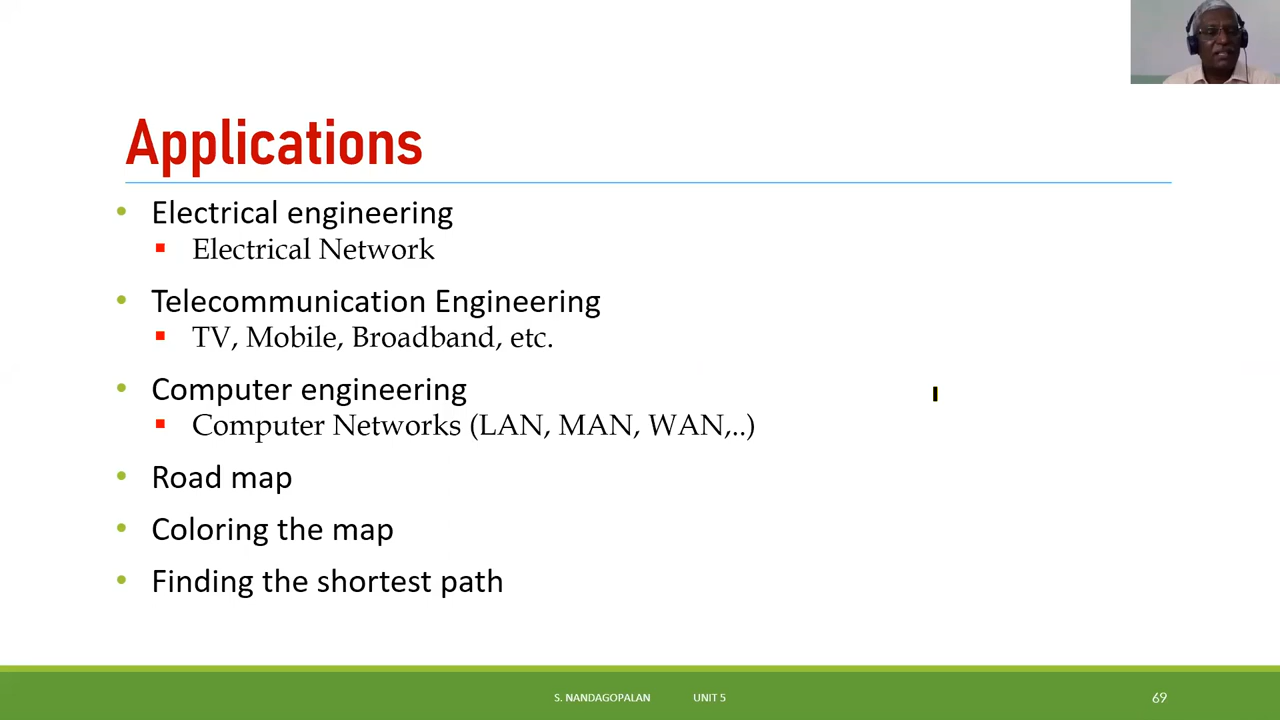 Applications
• Electrical engineering
▪ Electrical Network
• Telecommunication Engineering
▪ TV, Mobile, Broadband, etc.
• Computer engineering
▪ Computer Networks (LAN, MAN, WAN,..)
• Road map
• Coloring the map
• Finding the shortest path
S. NANDAGOPALAN UNIT 5 69